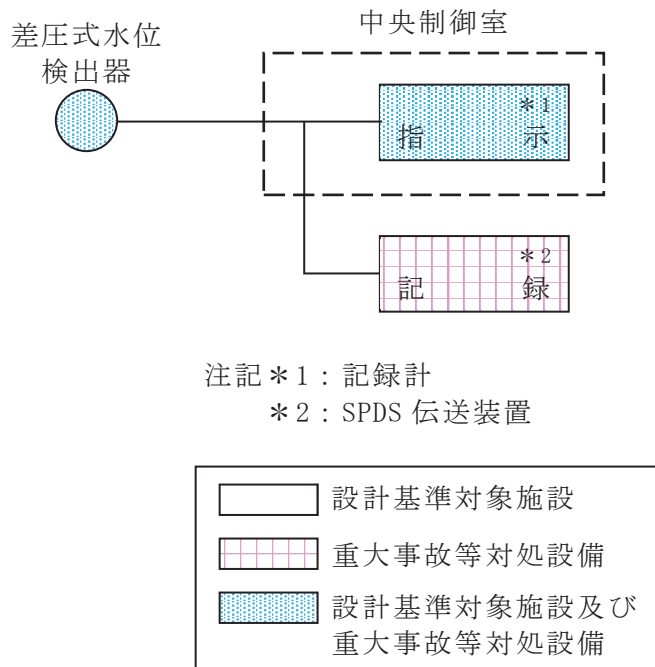 中央制御室
差圧式水位
検出器
*1
指 示
*2
記 録
注記*1:記録計
*2:SPDS 伝送装置
設計基準対象施設
重大事故等対処設備
設計基準対象施設及び
重大事故等対処設備